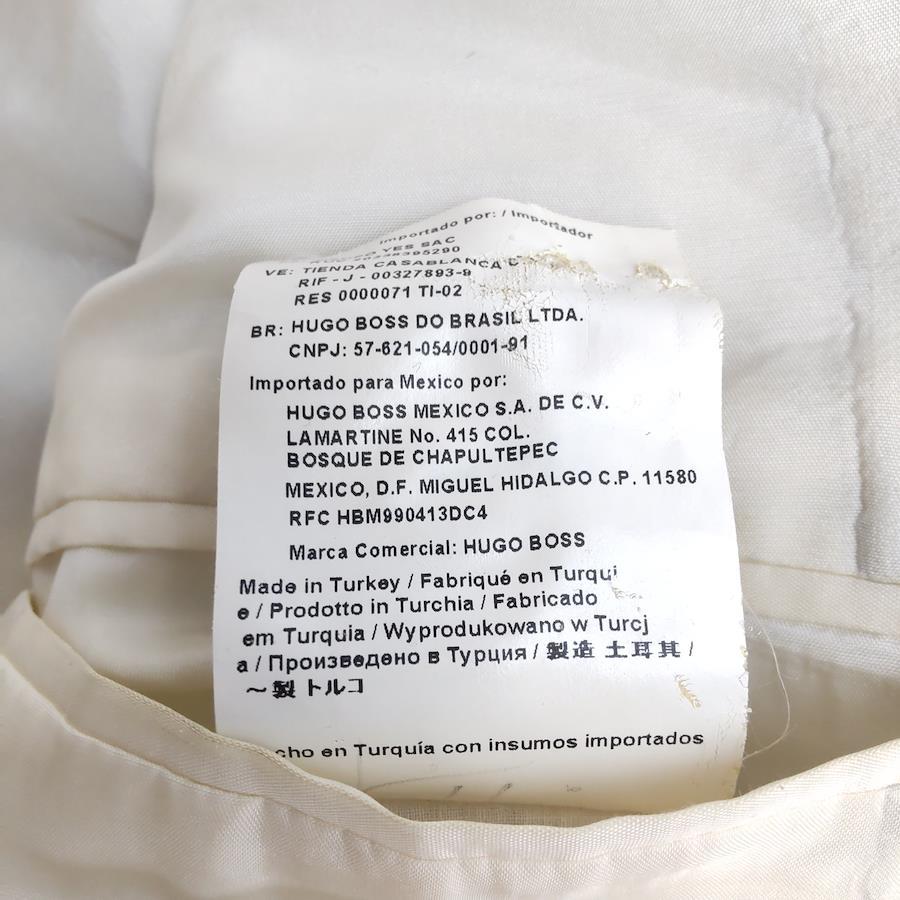 Importado por: / Importador
YES SAC
VE: TIENDA CASABLANCA
RIF - J - 00327893-9
RES 0000071 TI-02
BR: HUGO BOSS DO BRASIL LTDA.
CNPJ: 57-621-054/0001-91
Importado para Mexico por:
HUGO BOSS MEXICO S.A. DE C.V.
LAMARTINE No. 415 COL.
BOSQUE DE CHAPULTEPEC
MEXICO, D.F. MIGUEL HIDALGO C.P. 11580
RFC HBM990413DC4
Marca Comercial: HUGO BOSS
Made in Turkey / Fabriqué en Turqui
e / Prodotto in Turchia / Fabricado
em Turquia / Wyprodukowano w Turcj
a / Произведено в Турция / 製造 土耳其 /
～製 トルコ
cho en Turquía con insumos importados